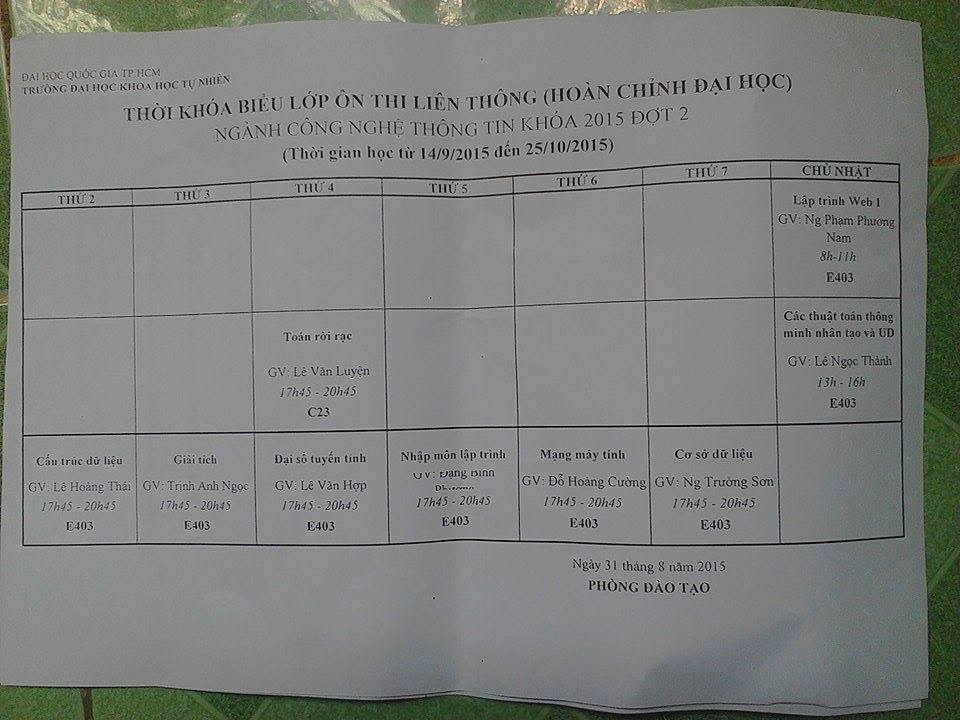 ĐẠI HỌC QUỐC GIA TP HCM
TRƯỜNG ĐẠI HỌC KHOA HỌC TỰ NHIÊN
THỜI KHÓA BIỂU LỚP ÔN THI LIÊN THÔNG (HOÀN CHỈNH ĐẠI HỌC)
NGÀNH CÔNG NGHỆ THÔNG TIN KHÓA 2015 ĐỢT 2
(Thời gian học từ 14/9/2015 đến 25/10/2015)
THỨ 2 THỨ 3 THỨ 4 THỨ 5 THỨ 6 THỨ 7 CHỦ NHẬT
Lập trình Web 1
GV: Ng Phạm Phương
Nam
8h-11h
E403
Toán rời rạc
GV: Lê Văn Luyện
17h45 - 20h45
C23
Các thuật toán thông
minh nhân tạo và UD
GV: Lê Ngọc Thành
13h - 16h
E403
Cấu trúc dữ liệu
GV: Lê Hoàng Thái
17h45 - 20h45
E403
Giải tích
GV: Trịnh Anh Ngọc
17h45 - 20h45
E403
Đại số tuyến tính
GV: Lê Văn Hợp
17h45 - 20h45
E403
Nhập môn lập trình
GV: Đặng Bình
17h45 - 20h45
E403
Mạng máy tính
GV: Đỗ Hoàng Cường
17h45 - 20h45
E403
Cơ sở dữ liệu
GV: Ng Trường Sơn
17h45 - 20h45
E403
Ngày 31 tháng 8 năm 2015
PHÒNG ĐÀO TẠO